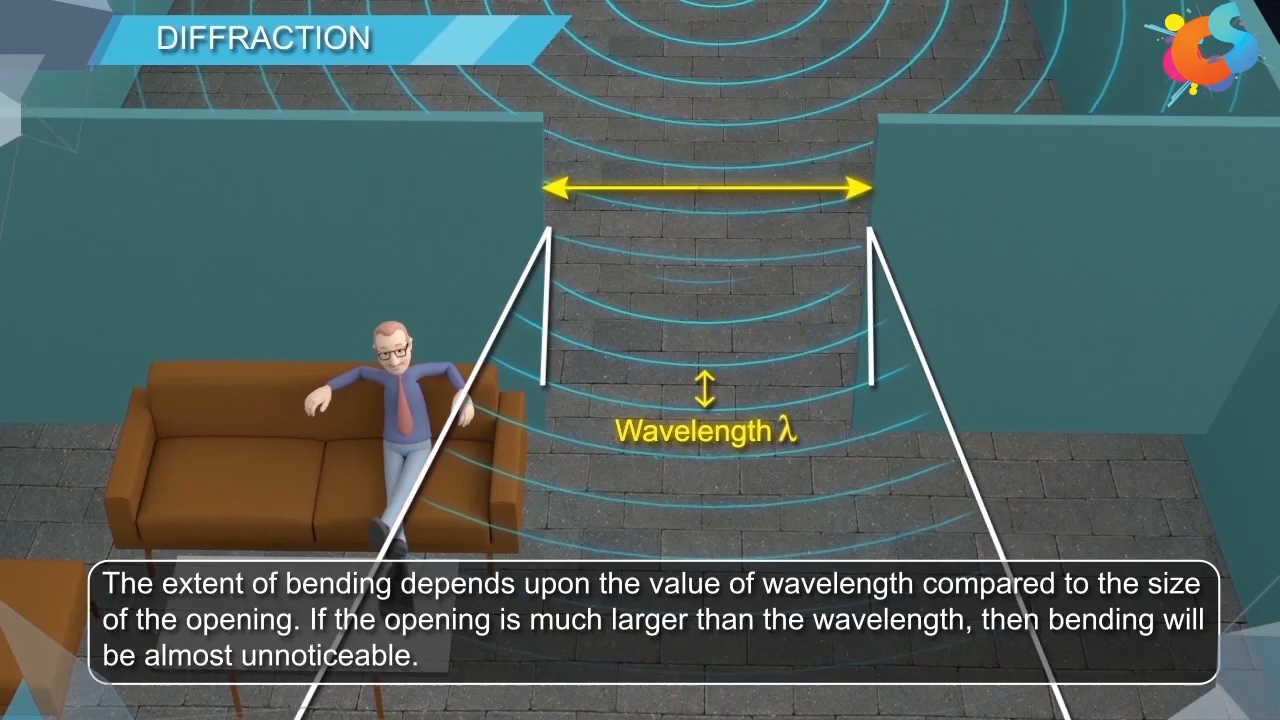 DIFFRACTION
CS
Wavelength λ
The extent of bending depends upon the value of wavelength compared to the size
of the opening. If the opening is much larger than the wavelength, then bending will
be almost unnoticeable.